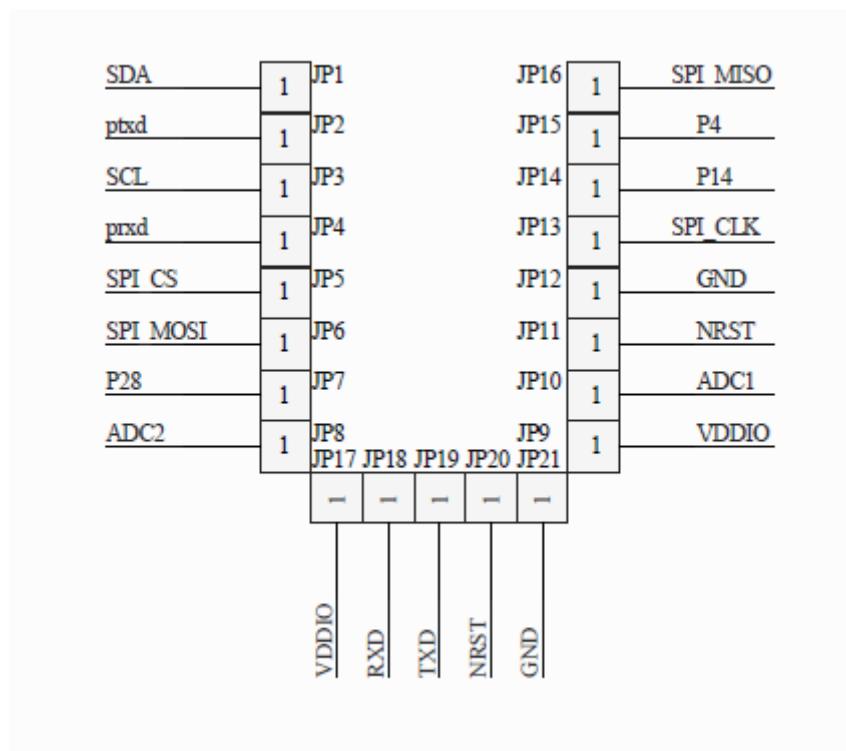 SDA 1 JP1 JP16 1 SPI_MISO
ptxd 1 JP2 JP15 1 P4
SCL 1 JP3 JP14 1 P14
prxd 1 JP4 JP13 1 SPI_CLK
SPI_CS 1 JP5 JP12 1 GND
SPI_MOSI 1 JP6 JP11 1 NRST
P28 1 JP7 JP10 1 ADC1
ADC2 1 JP8 JP9 1 VDDIO
JP17 JP18 JP19 JP20 JP21
1 1 1 1 1
VDDIO RXD TXD NRST GND